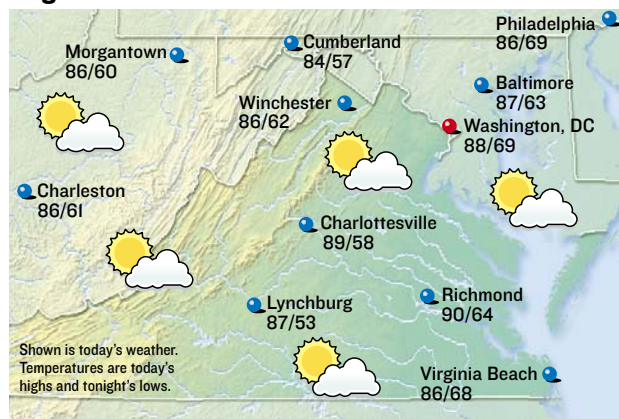 Philadelphia
86/69
Morgantown
86/60
Cumberland
84/57
Baltimore
87/63
Winchester
86/62
Washington, DC
88/69
Charleston
86/61
Charlottesville
89/58
Lynchburg
87/53
Richmond
90/64
Shown is today's weather.
Temperatures are today's
highs and tonight's lows.
Virginia Beach
86/68